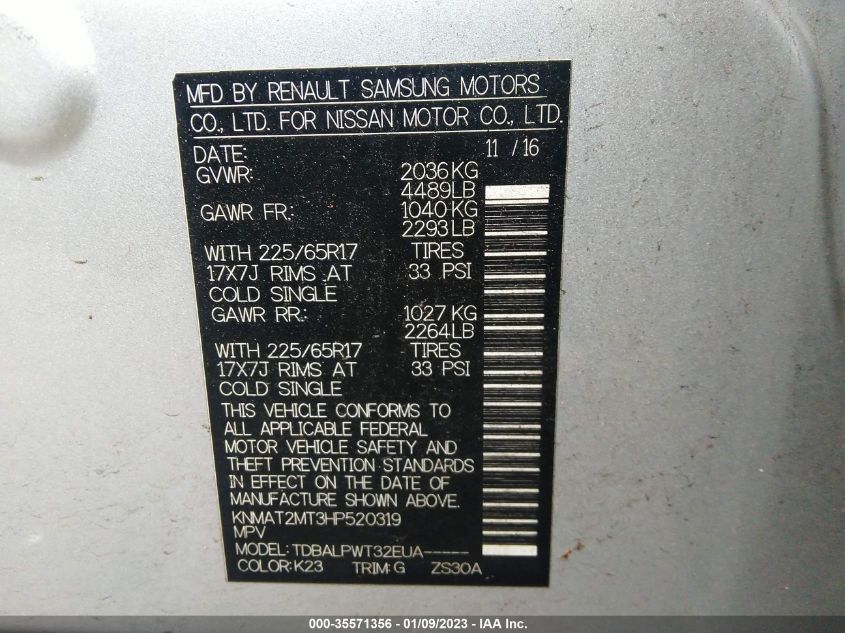 MFD BY RENAULT SAMSUNG MOTORS
CO., LTD. FOR NISSAN MOTOR CO., LTD.
DATE: 11 / 16
GVWR: 2036KG
4489LB
GAWR FR.: 1040KG
2293LB
WITH 225/65R17 TIRES
17X7J RIMS AT 33 PSI
COLD SINGLE
GAWR RR.: 1027KG
2264LB
WITH 225/65R17 TIRES
17X7J RIMS AT 33 PSI
COLD SINGLE
THIS VEHICLE CONFORMS TO
ALL APPLICABLE FEDERAL
MOTOR VEHICLE SAFETY AND
THEFT PREVENTION STANDARDS
IN EFFECT ON THE DATE OF
MANUFACTURE SHOWN ABOVE.
KNMAT2MT3HP520319
MPV
MODEL: TDBALPWT32EUA-----
COLOR:K23 TRIM:G ZS30A
000-35571356 — 01/09/2023 — IAA Inc.